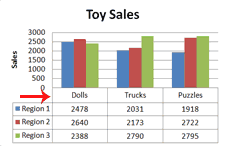 Toy Sales
Sales
3000
2500
2000
1500
1000
500
0
Dolls Trucks Puzzles
Region 1 2478 2031 1918
Region 2 2640 2173 2722
Region 3 2388 2790 2795